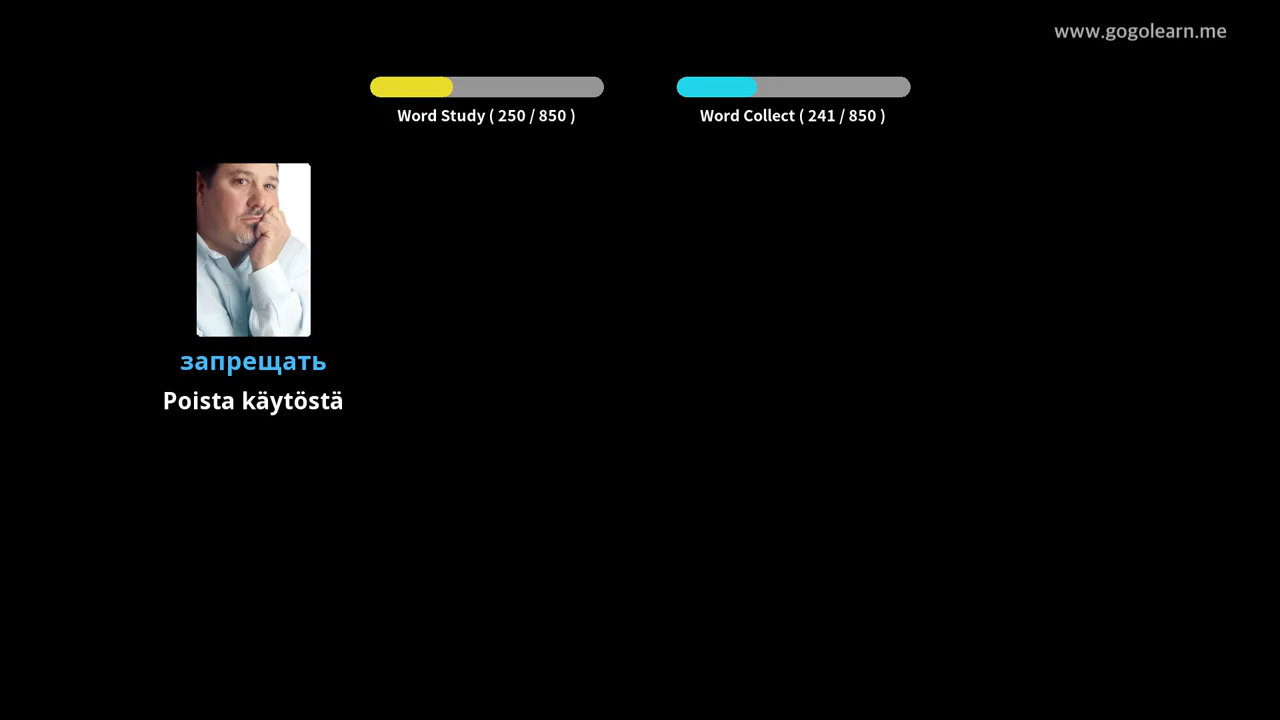 www.gogolearn.me
Word Study ( 250 / 850 )
Word Collect ( 241 / 850 )
запрещать
Poista käytöstä